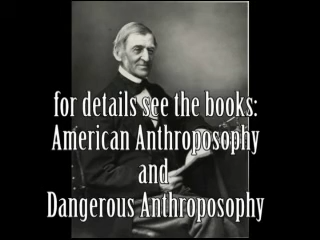 for details see the books:
American Anthroposophy
and
Dangerous Anthroposophy